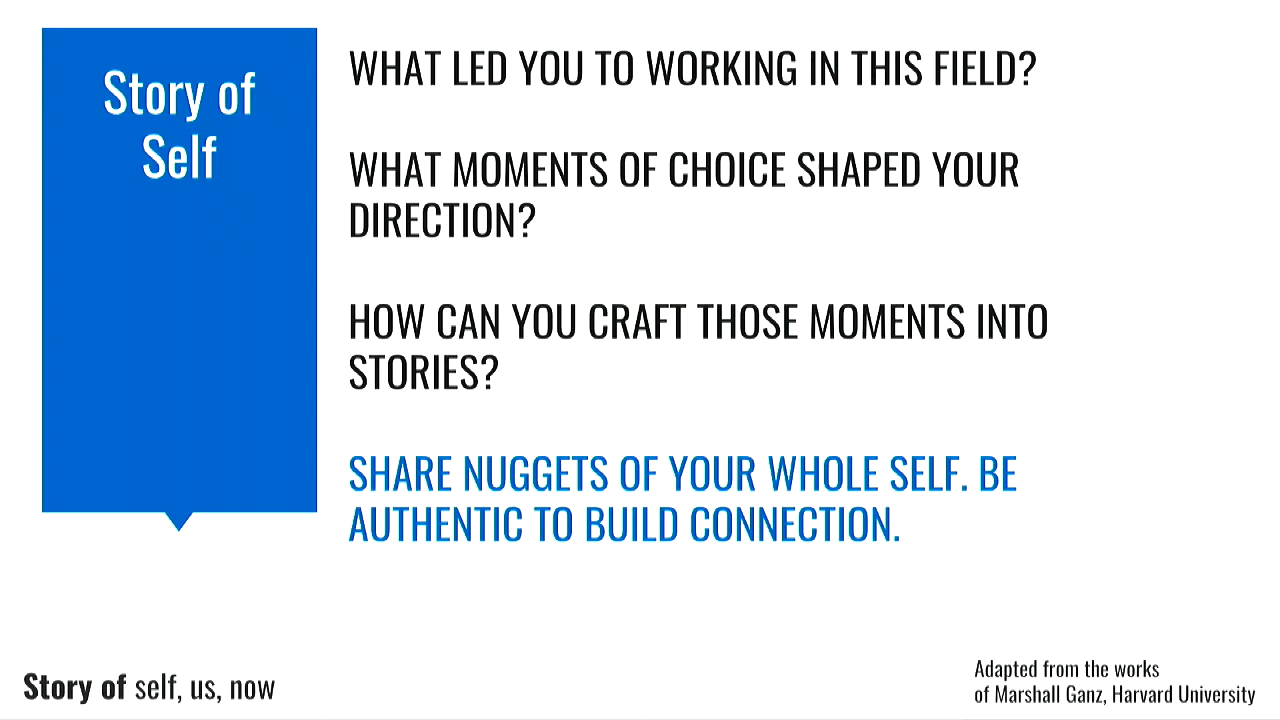 Story of
Self
WHAT LED YOU TO WORKING IN THIS FIELD?
WHAT MOMENTS OF CHOICE SHAPED YOUR
DIRECTION?
HOW CAN YOU CRAFT THOSE MOMENTS INTO
STORIES?
SHARE NUGGETS OF YOUR WHOLE SELF. BE
AUTHENTIC TO BUILD CONNECTION.
Story of self, us, now
Adapted from the works
of Marshall Ganz, Harvard University